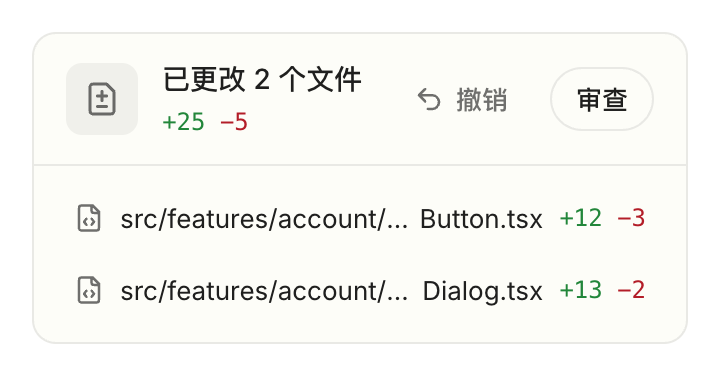 已更改 2 个文件
+25 −5
撤销
审查
src/features/account/... Button.tsx +12 −3
src/features/account/... Dialog.tsx +13 −2